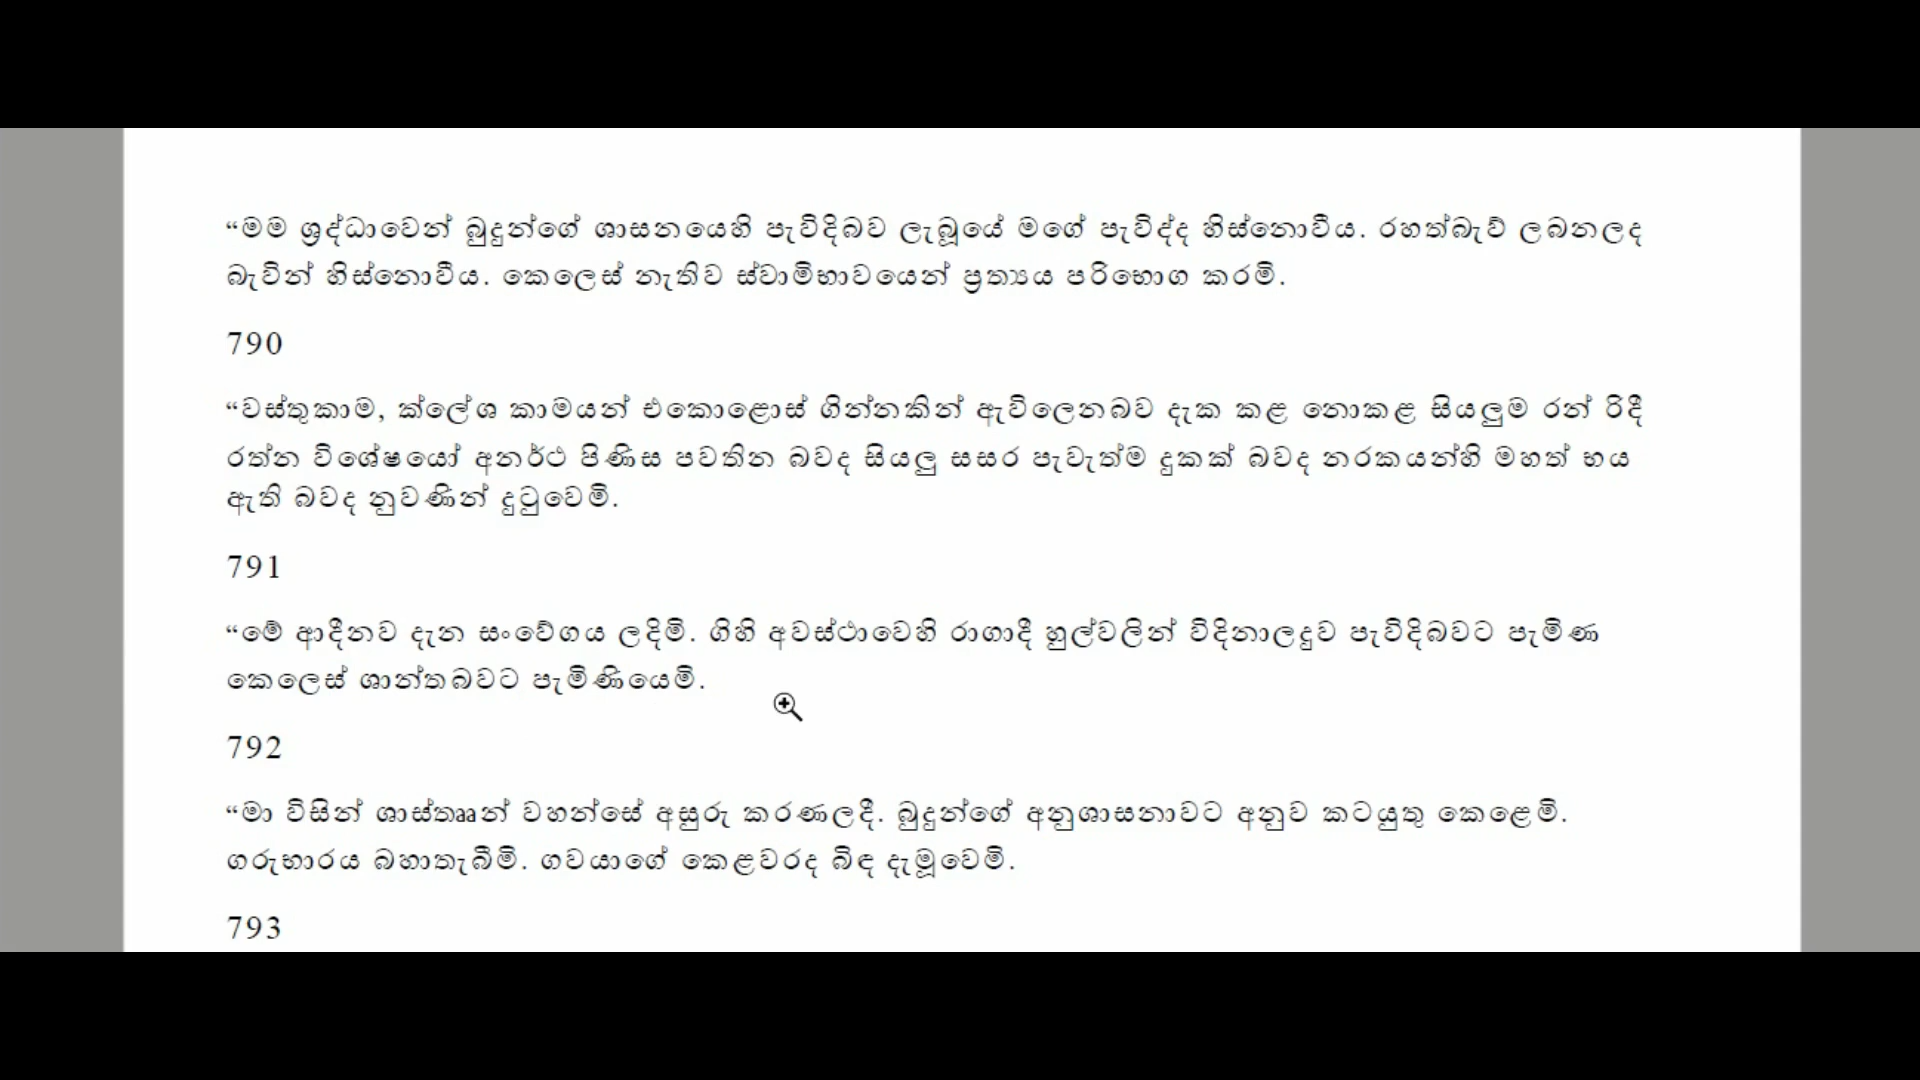 “මම ශ්‍රද්ධාවෙන් බුදුන්ගේ ශාසනයෙහි පැවිදිබව ලැබූයේ මගේ පැවිද්ද හිස්නොවීය. රහත්බැව් ලබනලද
බැවින් හිස්නොවීය. කෙලෙස් නැතිව ස්වාමිභාවයෙන් ප්‍රත්‍යය පරිභොග කරමි.
790
“වස්තුකාම, ක්ලේශ කාමයන් එකොළොස් ගින්නකින් ඇවිලෙනබව දැක කළ නොකළ සියලුම රන් රිදී
රත්න විශේෂයෝ අනර්ථ පිණිස පවතින බවද සියලු සසර පැවැත්ම දුකක් බවද නරකයන්හි මහත් භය
ඇති බවද නුවණින් දුටුවෙමි.
791
“මේ ආදීනව දැන සංවේගය ලදිමි. ගිහි අවස්ථාවෙහි රාගාදී හුල්වලින් විදිනාලදුව පැවිදිබවට පැමිණ
කෙලෙස් ශාන්තබවට පැමිණියෙමි.
792
“මා විසින් ශාස්තෲන් වහන්සේ අසුරු කරණලදී. බුදුන්ගේ අනුශාසනාවට අනුව කටයුතු කෙළෙමි.
ගරුභාරය බහාතැබීමි. ගවයාගේ කෙළවරද බිඳ දැමූවෙමි.
793